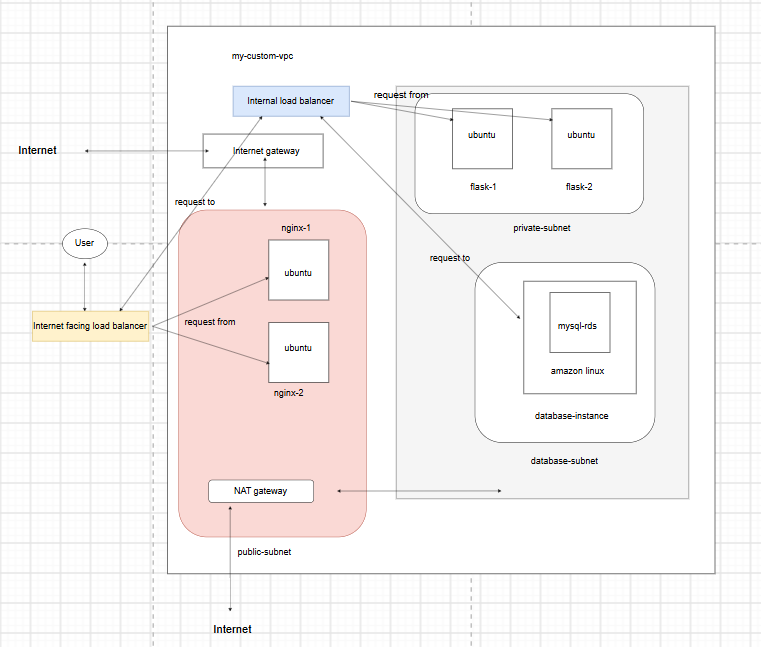 my-custom-vpc
Internal load balancer
request from
ubuntu
ubuntu
Internet
Internet gateway
flask-1
flask-2
request to
nginx-1
private-subnet
User
request to
ubuntu
Internet facing load balancer
request from
mysql-rds
ubuntu
amazon linux
nginx-2
database-instance
database-subnet
NAT gateway
public-subnet
Internet